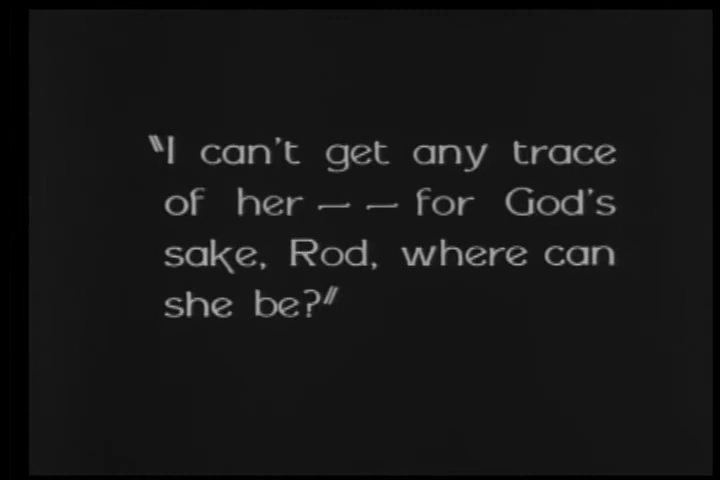 "I can't get any trace
of her — — for God's
sake, Rod, where can
she be?"